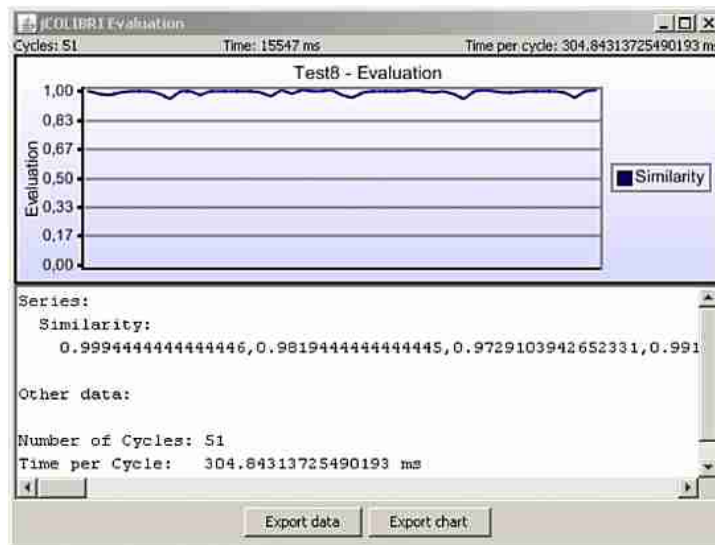 jCOLIBRI Evaluation
Cycles: 51 Time: 15547 ms Time per cycle: 304.84313725490193 ms
Test8 - Evaluation
1,00
0,83
0,67
0,50
0,33
0,17
0,00
Evaluation
Similarity
Series:
Similarity:
0.9994444444444446,0.9819444444444445,0.9729103942652331,0.991
Other data:
Number of Cycles: 51
Time per Cycle: 304.84313725490193 ms
Export data Export chart